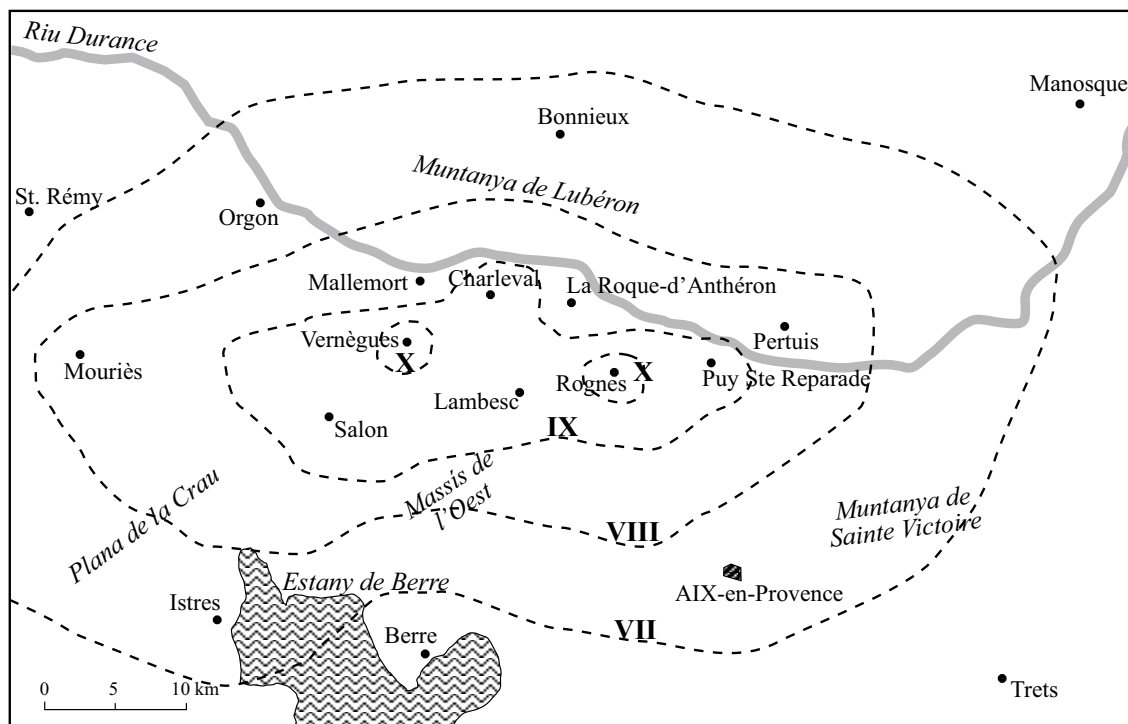 Riu Durance
Manosque
Bonnieux
Muntanya de Lubéron
St. Rémy
Orgon
Mallemort
Charleval
La Roque-d'Anthéron
Vernègues
X
Pertuis
Mouriès
Rognes
X
Puy Ste Reparade
Lambesc
Salon
IX
Plana de la Crau
Massís de
l'Oest
VIII
Muntanya de
Sainte Victoire
Estany de Berre
AIX-en-Provence
Istres
Berre
VII
Trets
0 5 10 km